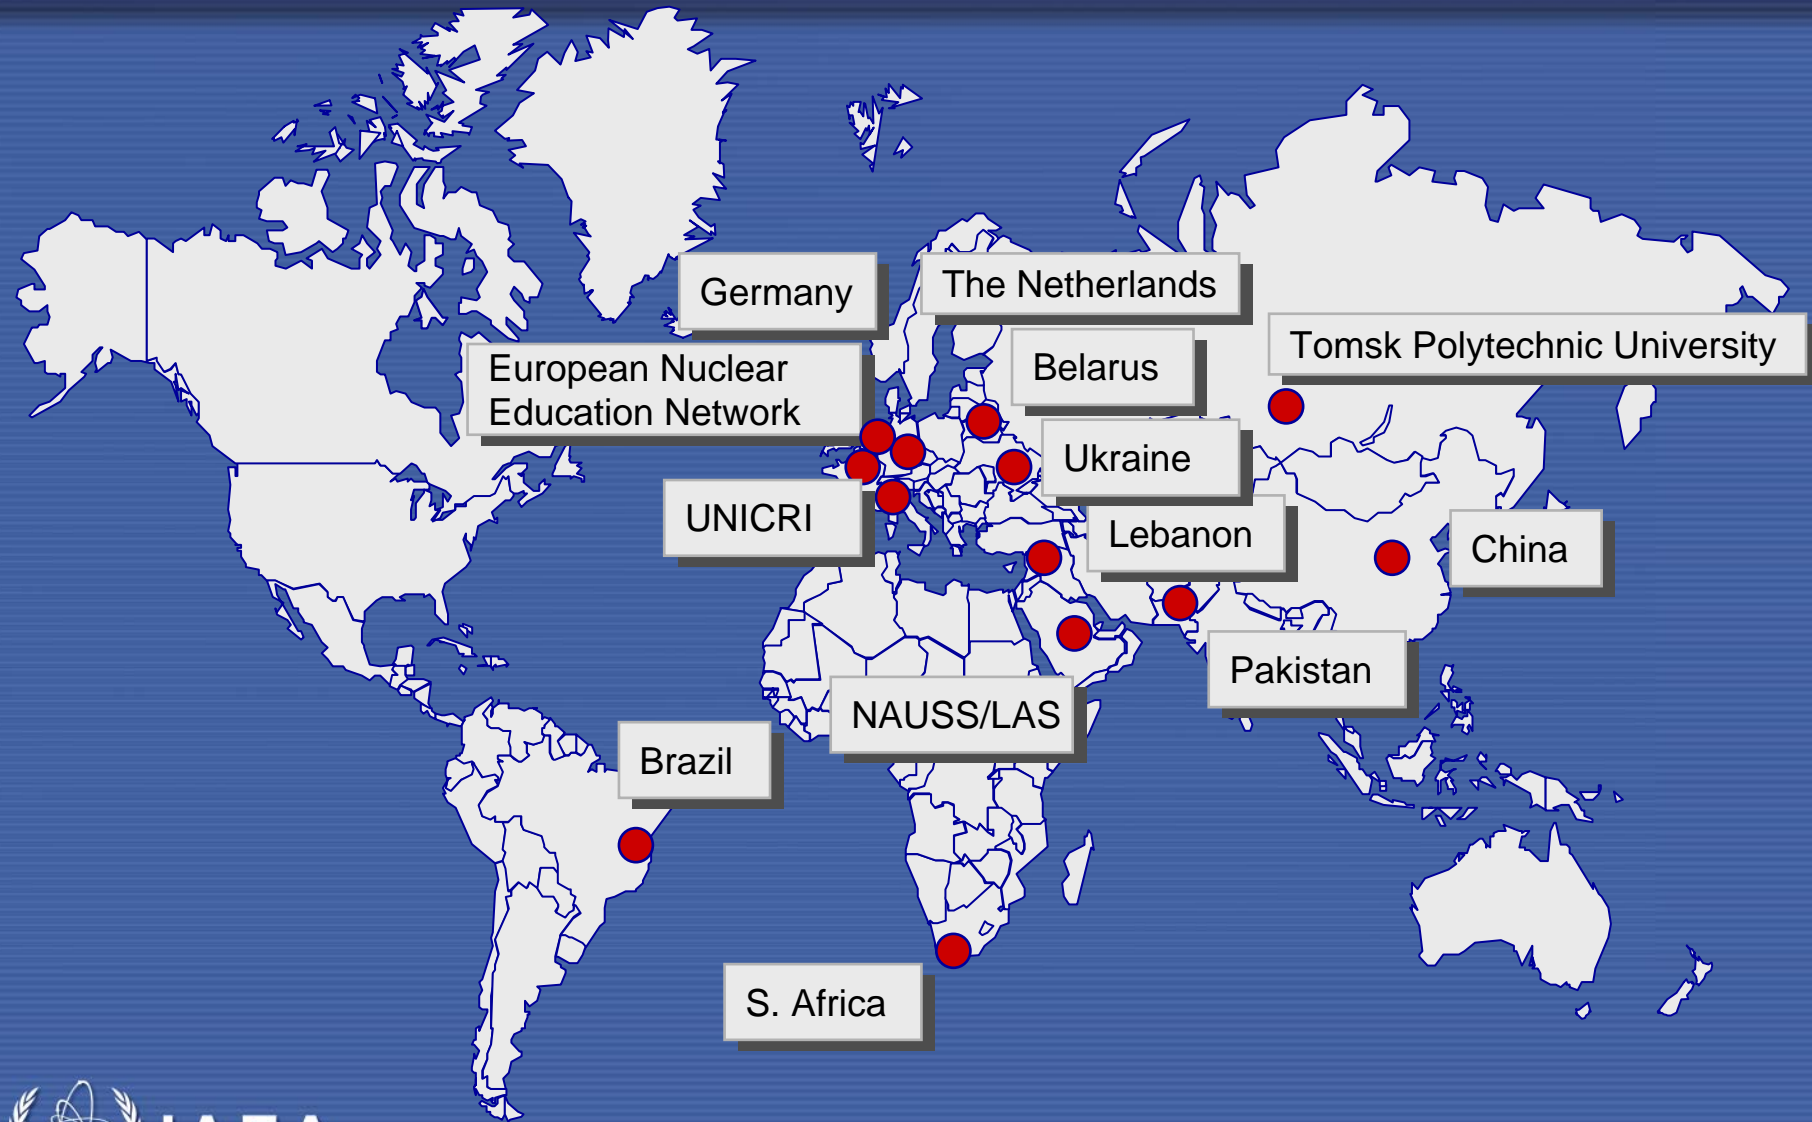 Germany
The Netherlands
Tomsk Polytechnic University
European Nuclear
Education Network
Belarus
Ukraine
UNICRI
Lebanon
China
Pakistan
NAUSS/LAS
Brazil
S. Africa
IAEA